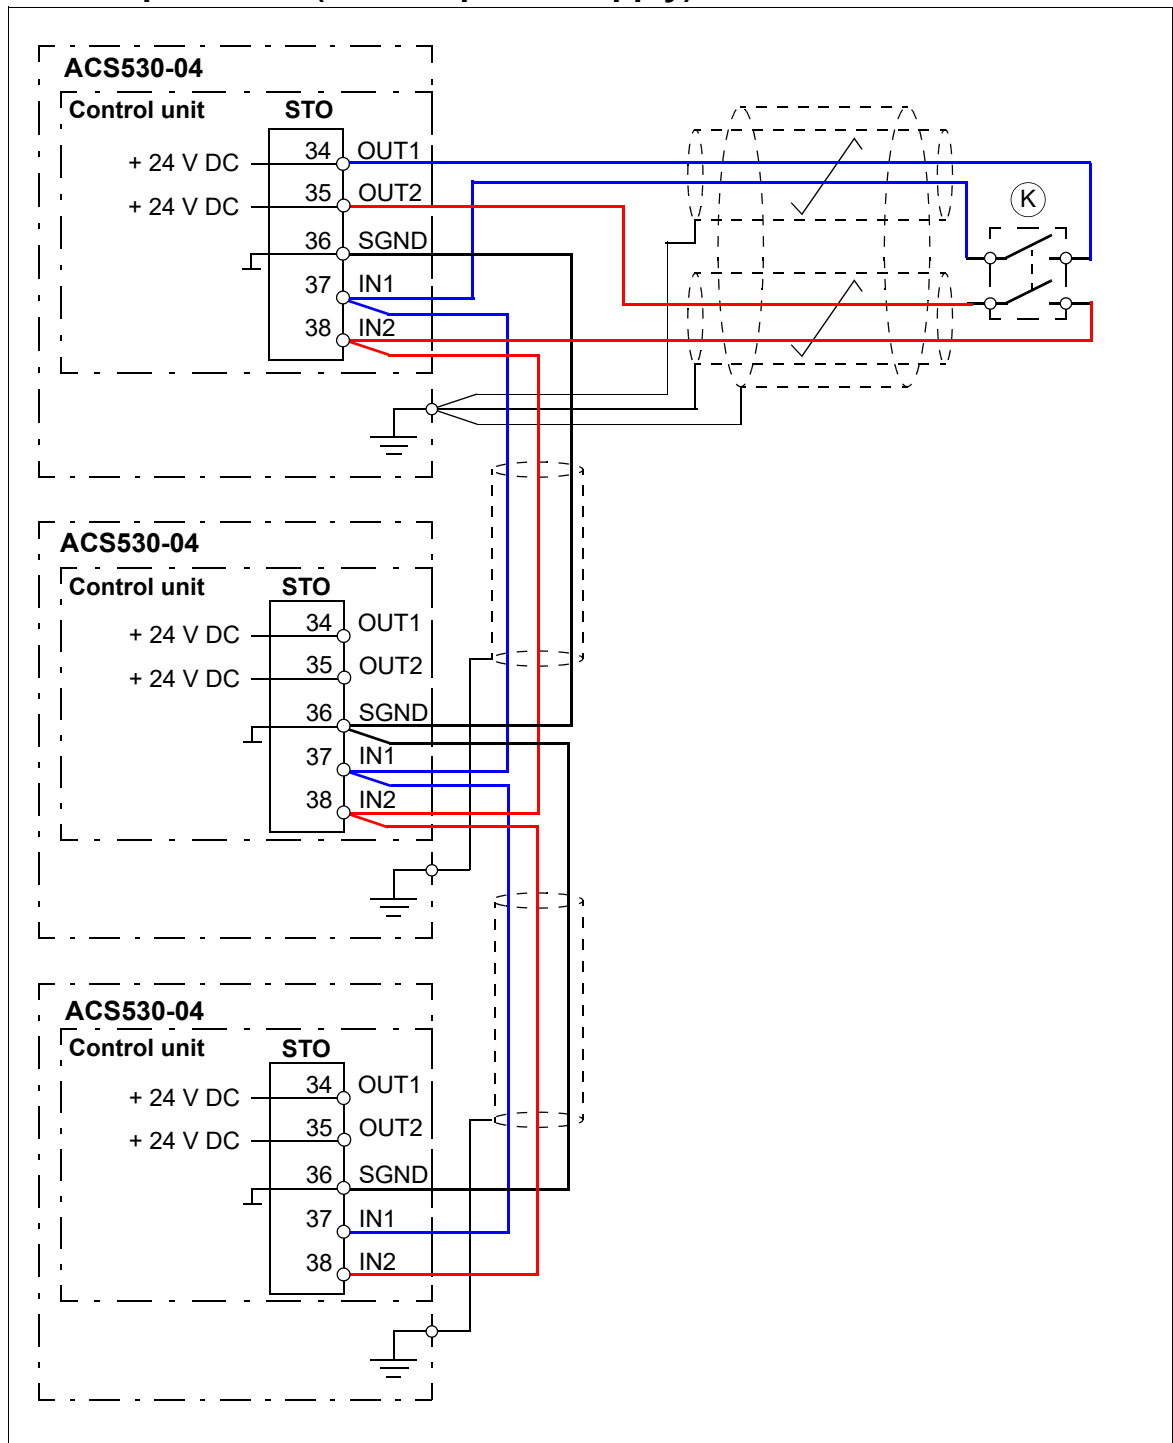 ACS530-04
Control unit STO
+ 24 V DC 34 OUT1
+ 24 V DC 35 OUT2
36 SGND
37 IN1
38 IN2
K
ACS530-04
Control unit STO
+ 24 V DC 34 OUT1
+ 24 V DC 35 OUT2
36 SGND
37 IN1
38 IN2
ACS530-04
Control unit STO
+ 24 V DC 34 OUT1
+ 24 V DC 35 OUT2
36 SGND
37 IN1
38 IN2